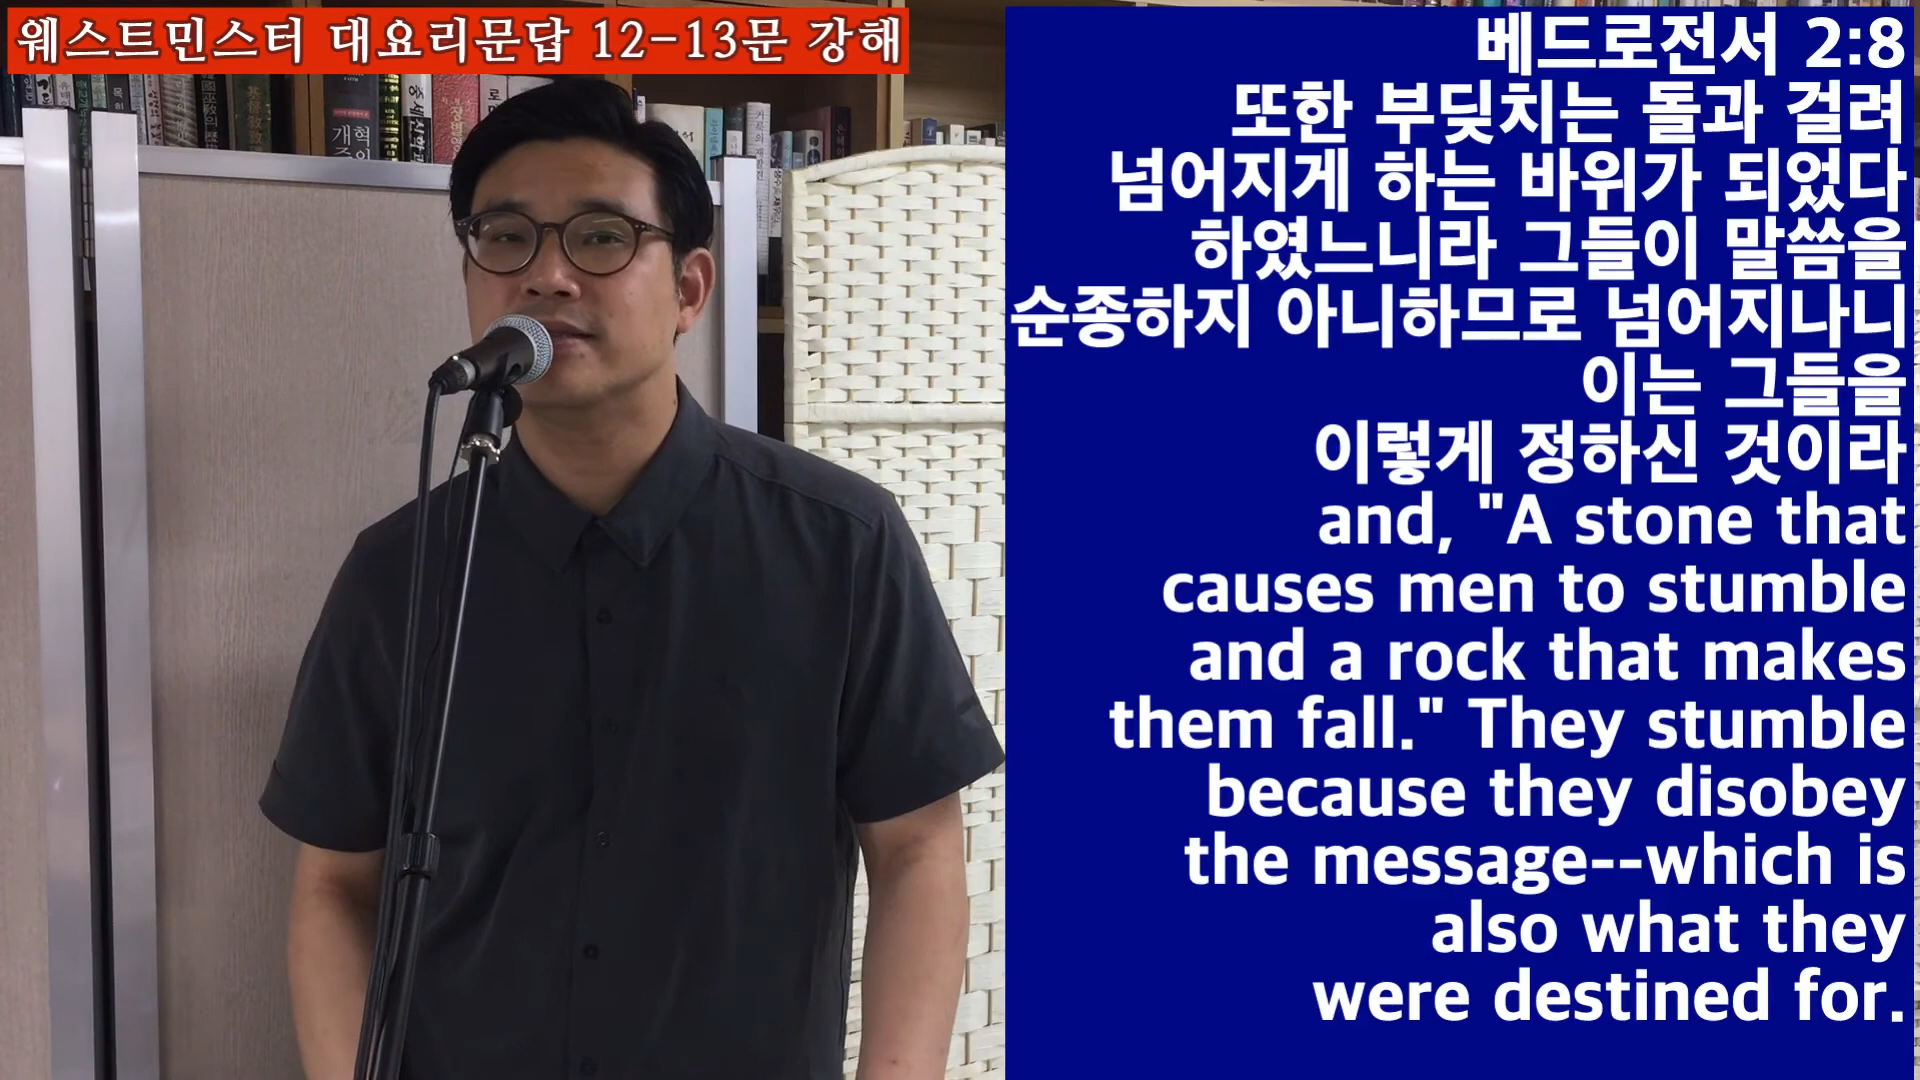 웨스트민스터 대요리문답 12-13문 강해
베드로전서 2:8
또한 부딪치는 돌과 걸려
넘어지게 하는 바위가 되었다
하였느니라 그들이 말씀을
순종하지 아니하므로 넘어지나니
이는 그들을
이렇게 정하신 것이라
and, "A stone that
causes men to stumble
and a rock that makes
them fall." They stumble
because they disobey
the message--which is
also what they
were destined for.
개혁